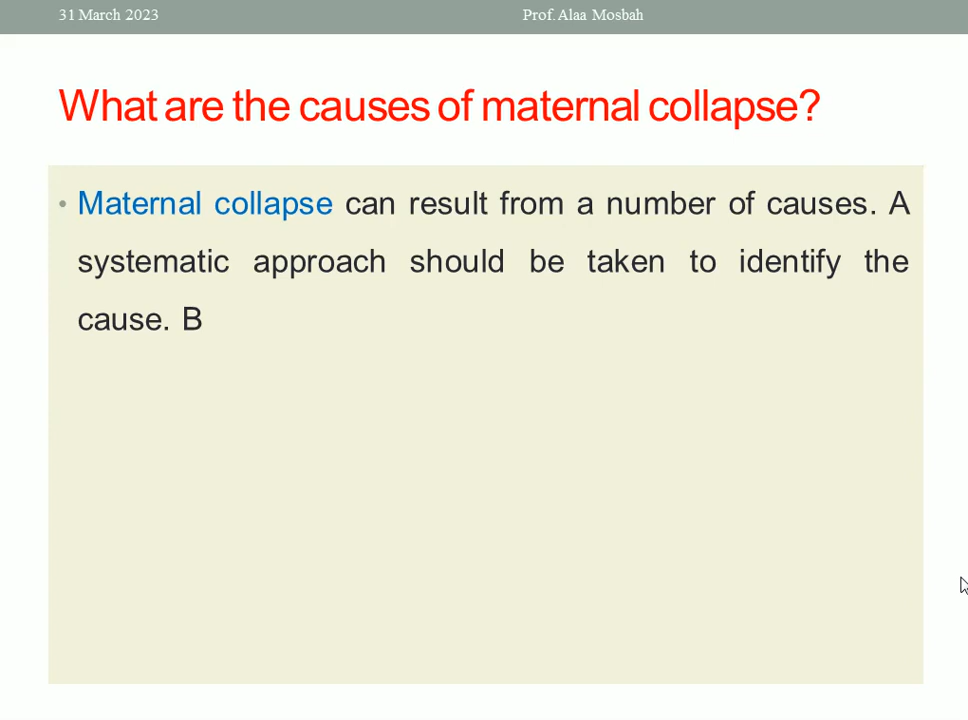 31 March 2023 Prof. Alaa Mosbah
What are the causes of maternal collapse?
• Maternal collapse can result from a number of causes. A
systematic approach should be taken to identify the
cause. B